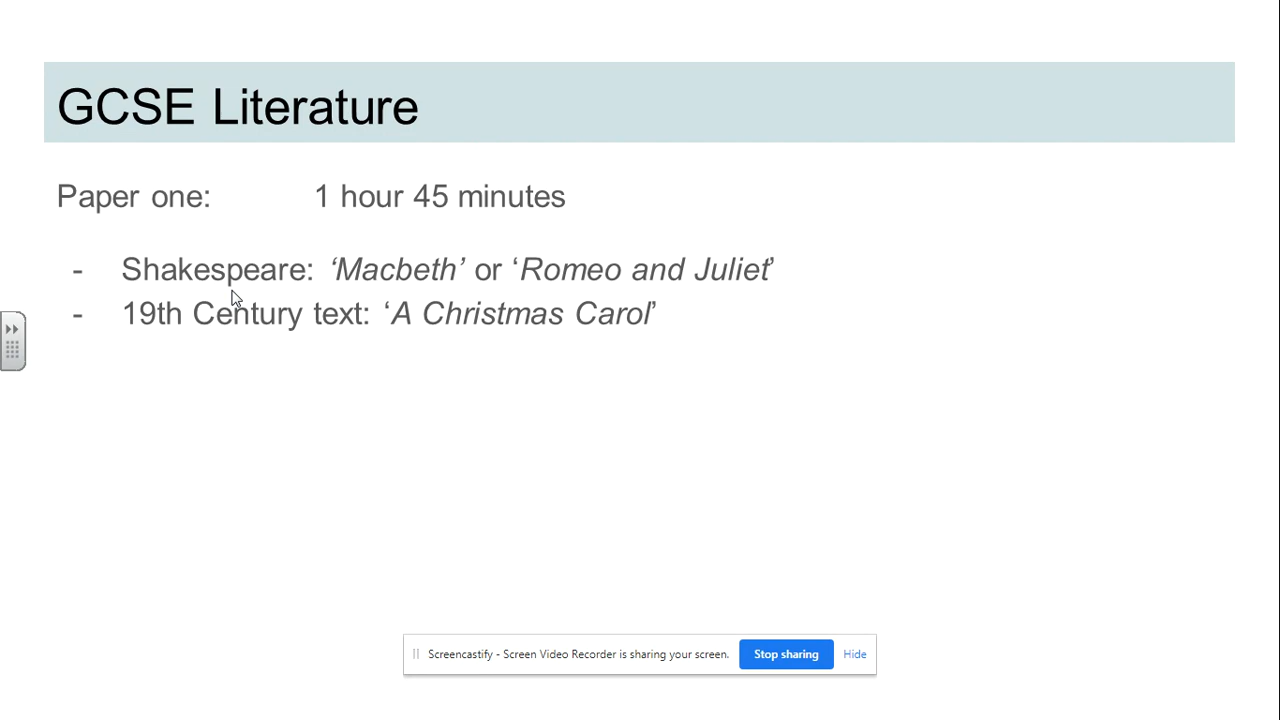 GCSE Literature
Paper one: 1 hour 45 minutes
- Shakespeare: ‘Macbeth’ or ‘Romeo and Juliet’
- 19th Century text: ‘A Christmas Carol’
Screencastify - Screen Video Recorder is sharing your screen. Stop sharing Hide